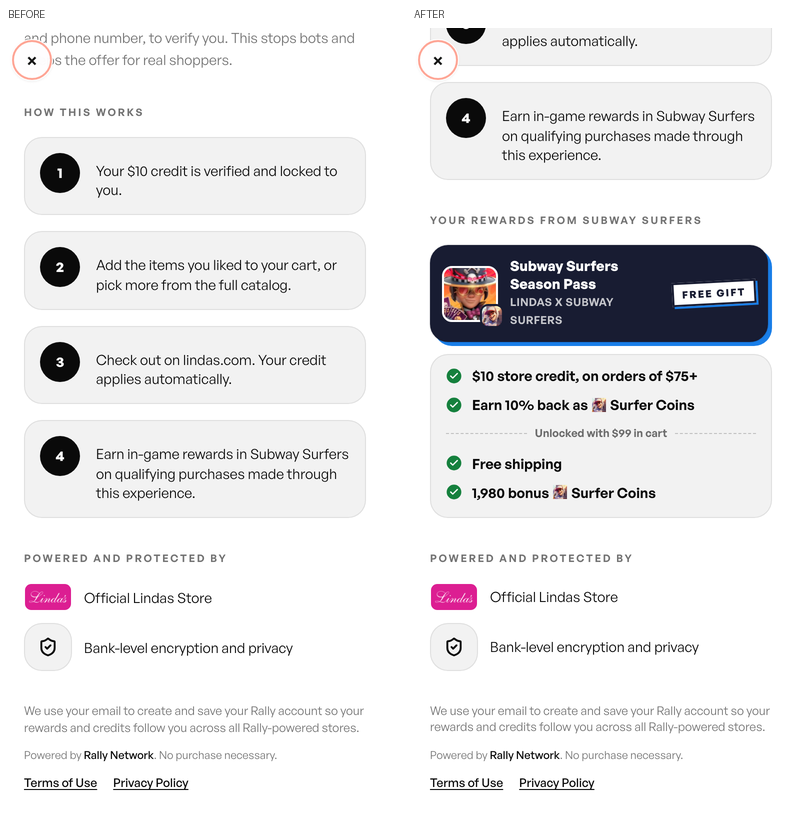 BEFORE
and phone number, to verify you. This stops bots and
the offer for real shoppers.
HOW THIS WORKS
1
Your $10 credit is verified and locked to
you.
2
Add the items you liked to your cart, or
pick more from the full catalog.
3
Check out on lindas.com. Your credit
applies automatically.
4
Earn in-game rewards in Subway Surfers
on qualifying purchases made through
this experience.
POWERED AND PROTECTED BY
Linda's
Official Lindas Store
Bank-level encryption and privacy
We use your email to create and save your Rally account so your
rewards and credits follow you across all Rally-powered stores.
Powered by Rally Network. No purchase necessary.
Terms of Use Privacy Policy
AFTER
applies automatically.
4
Earn in-game rewards in Subway Surfers
on qualifying purchases made through
this experience.
YOUR REWARDS FROM SUBWAY SURFERS
Subway Surfers
Season Pass
LINDAS X SUBWAY
SURFERS
FREE GIFT
$10 store credit, on orders of $75+
Earn 10% back as Surfer Coins
Unlocked with $99 in cart
Free shipping
1,980 bonus Surfer Coins
POWERED AND PROTECTED BY
Linda's
Official Lindas Store
Bank-level encryption and privacy
We use your email to create and save your Rally account so your
rewards and credits follow you across all Rally-powered stores.
Powered by Rally Network. No purchase necessary.
Terms of Use Privacy Policy